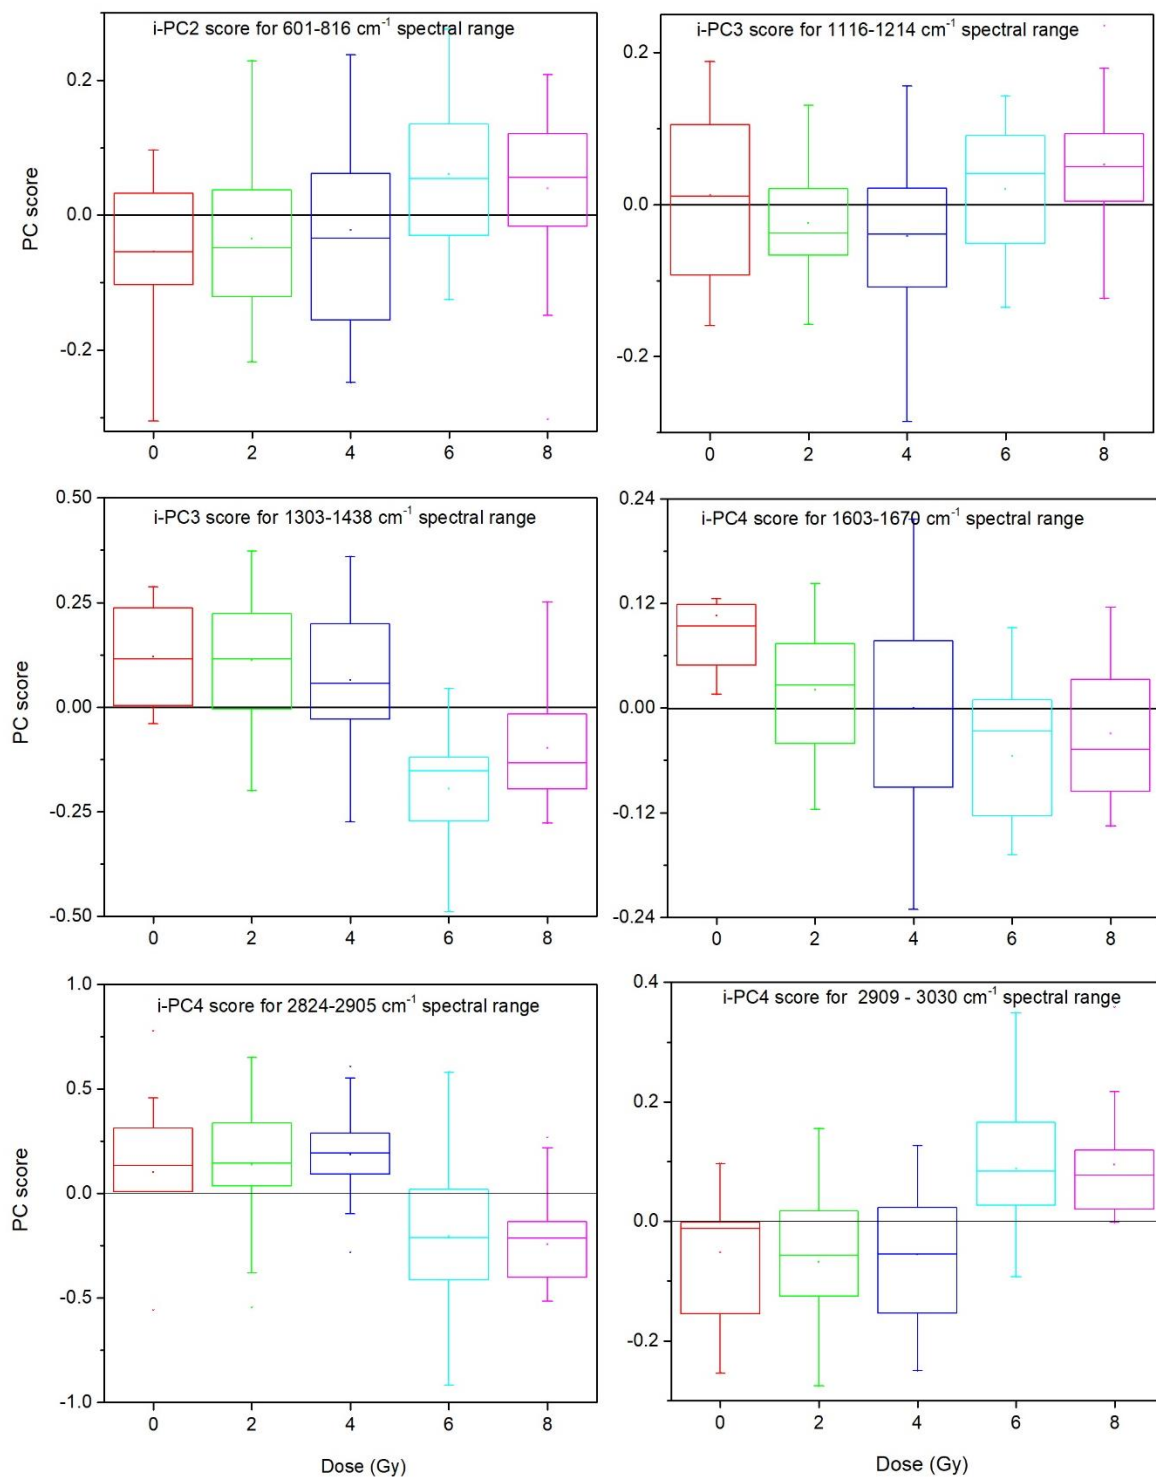 i-PC2 score for 601-816 cm⁻¹ spectral range
0.2
0.0
-0.2
PC score
0 2 4 6 8
i-PC3 score for 1116-1214 cm⁻¹ spectral range
0.2
0.0
-0.2
0 2 4 6 8
i-PC3 score for 1303-1438 cm⁻¹ spectral range
0.50
0.25
0.00
-0.25
-0.50
PC score
0 2 4 6 8
i-PC4 score for 1603-1670 cm⁻¹ spectral range
0.24
0.12
0.00
-0.12
-0.24
0 2 4 6 8
i-PC4 score for 2824-2905 cm⁻¹ spectral range
1.0
0.5
0.0
-0.5
-1.0
PC score
0 2 4 6 8
Dose (Gy)
i-PC4 score for 2909 - 3030 cm⁻¹ spectral range
0.4
0.2
0.0
-0.2
0 2 4 6 8
Dose (Gy)